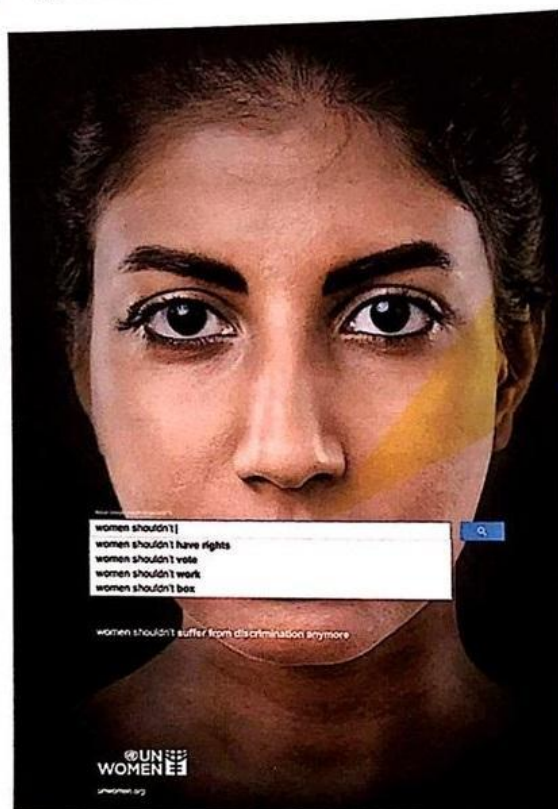 women shouldn't
women shouldn't have rights
women shouldn't vote
women shouldn't work
women shouldn't box
women shouldn't suffer from discrimination anymore
UN
WOMEN
unwomen.org